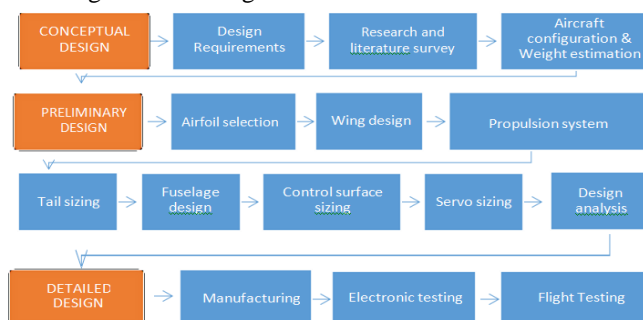 CONCEPTUAL
DESIGN
Design
Requirements
Research and
literature survey
Aircraft
configuration &
Weight estimation
PRELIMINARY
DESIGN
Airfoil selection
Wing design
Propulsion system
Tail sizing
Fuselage
design
Control surface
sizing
Servo sizing
Design
analysis
DETAILED
DESIGN
Manufacturing
Electronic testing
Flight Testing